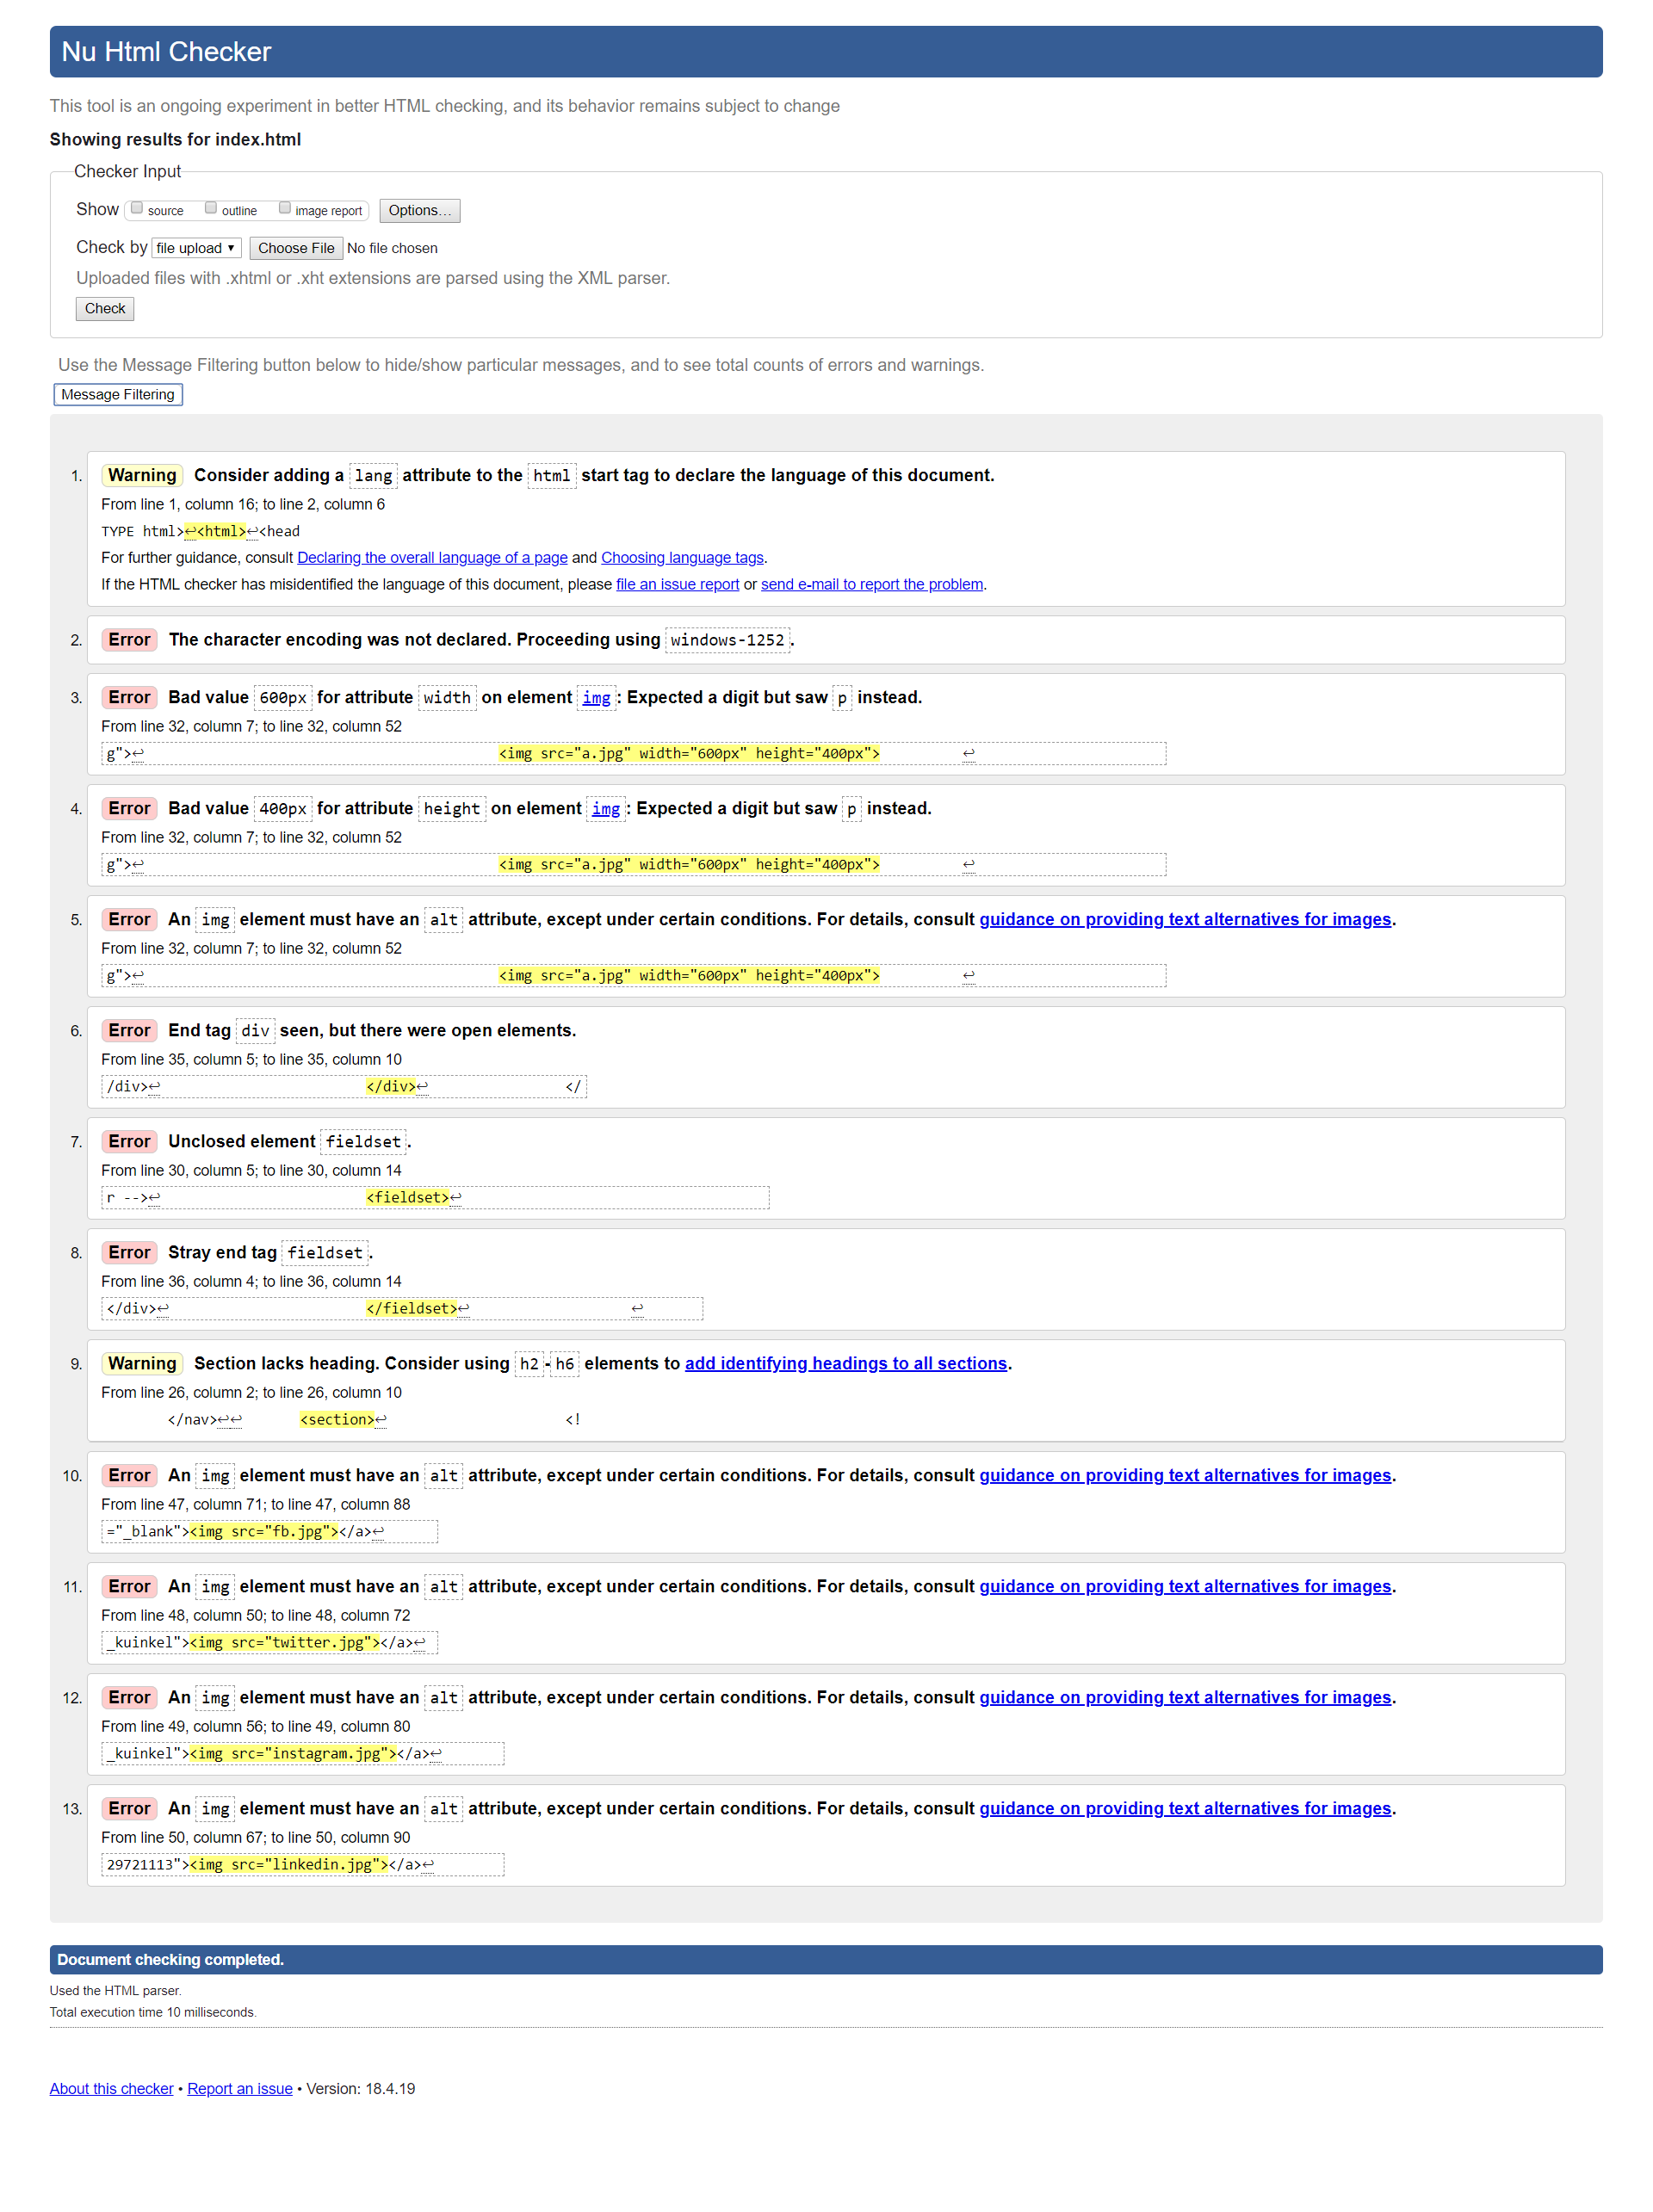 Nu Html Checker
This tool is an ongoing experiment in better HTML checking, and its behavior remains subject to change
Showing results for index.html
Checker Input
Show source outline image report Options…
Check by file upload ▾ Choose File No file chosen
Uploaded files with .xhtml or .xht extensions are parsed using the XML parser.
Check
Use the Message Filtering button below to hide/show particular messages, and to see total counts of errors and warnings.
Message Filtering
1. Warning Consider adding a lang attribute to the html start tag to declare the language of this document.
From line 1, column 16; to line 2, column 6
TYPE html>↩<html>↩<head
For further guidance, consult Declaring the overall language of a page and Choosing language tags.
If the HTML checker has misidentified the language of this document, please file an issue report or send e-mail to report the problem.
2. Error The character encoding was not declared. Proceeding using windows-1252.
3. Error Bad value 600px for attribute width on element img: Expected a digit but saw p instead.
From line 32, column 7; to line 32, column 52
g">↩ <img src="a.jpg" width="600px" height="400px"> ↩
4. Error Bad value 400px for attribute height on element img: Expected a digit but saw p instead.
From line 32, column 7; to line 32, column 52
g">↩ <img src="a.jpg" width="600px" height="400px"> ↩
5. Error An img element must have an alt attribute, except under certain conditions. For details, consult guidance on providing text alternatives for images.
From line 32, column 7; to line 32, column 52
g">↩ <img src="a.jpg" width="600px" height="400px"> ↩
6. Error End tag div seen, but there were open elements.
From line 35, column 5; to line 35, column 10
/div>↩ </div>↩ </
7. Error Unclosed element fieldset.
From line 30, column 5; to line 30, column 14
r -->↩ <fieldset>↩
8. Error Stray end tag fieldset.
From line 36, column 4; to line 36, column 14
</div>↩ </fieldset>↩ ↩
9. Warning Section lacks heading. Consider using h2-h6 elements to add identifying headings to all sections.
From line 26, column 2; to line 26, column 10
</nav>↩↩ <section>↩ <!
10. Error An img element must have an alt attribute, except under certain conditions. For details, consult guidance on providing text alternatives for images.
From line 47, column 71; to line 47, column 88
="_blank"><img src="fb.jpg"></a>↩
11. Error An img element must have an alt attribute, except under certain conditions. For details, consult guidance on providing text alternatives for images.
From line 48, column 50; to line 48, column 72
_kuinkel"><img src="twitter.jpg"></a>↩
12. Error An img element must have an alt attribute, except under certain conditions. For details, consult guidance on providing text alternatives for images.
From line 49, column 56; to line 49, column 80
_kuinkel"><img src="instagram.jpg"></a>↩
13. Error An img element must have an alt attribute, except under certain conditions. For details, consult guidance on providing text alternatives for images.
From line 50, column 67; to line 50, column 90
29721113"><img src="linkedin.jpg"></a>↩
Document checking completed.
Used the HTML parser.
Total execution time 10 milliseconds.
About this checker • Report an issue • Version: 18.4.19